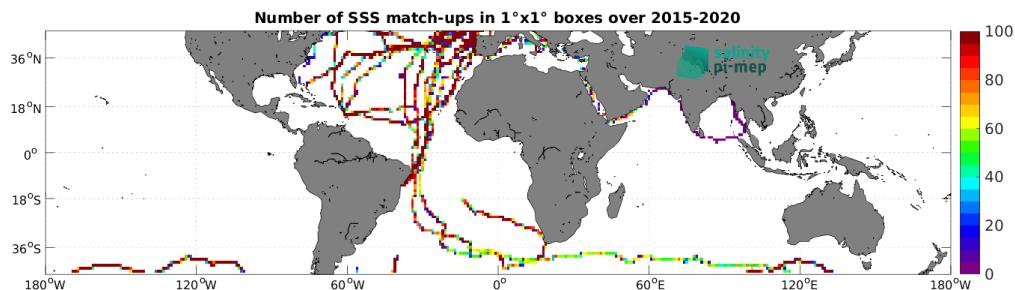 Number of SSS match-ups in 1°x1° boxes over 2015-2020
salinity
pi-mep
36°N
18°N
0°
18°S
36°S
180°W
120°W
60°W
0°
60°E
120°E
180°W
100
80
60
40
20
0